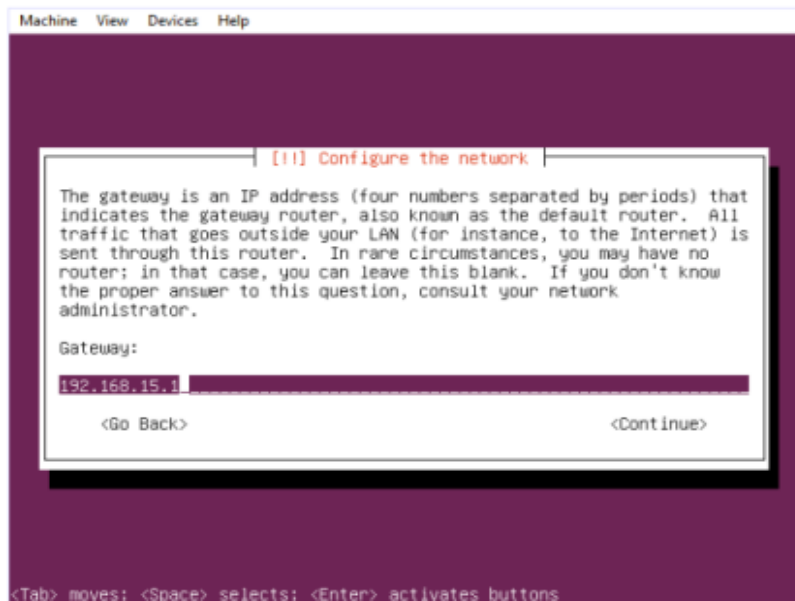 Machine View Devices Help
[!!] Configure the network
The gateway is an IP address (four numbers separated by periods) that
indicates the gateway router, also known as the default router.  All
traffic that goes outside your LAN (for instance, to the Internet) is
sent through this router.  In rare circumstances, you may have no
router; in that case, you can leave this blank.  If you don't know
the proper answer to this question, consult your network
administrator.
Gateway:
192.168.15.1
<Go Back> <Continue>
<Tab> moves; <Space> selects; <Enter> activates buttons